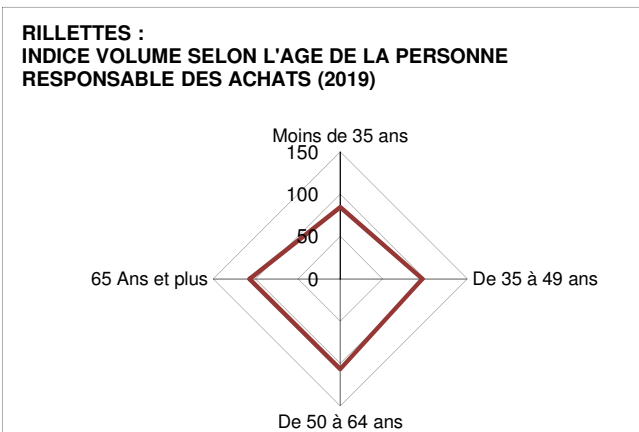 RILLETTES :
INDICE VOLUME SELON L'AGE DE LA PERSONNE
RESPONSABLE DES ACHATS (2019)
Moins de 35 ans
150
100
50
65 Ans et plus
0
De 35 à 49 ans
De 50 à 64 ans